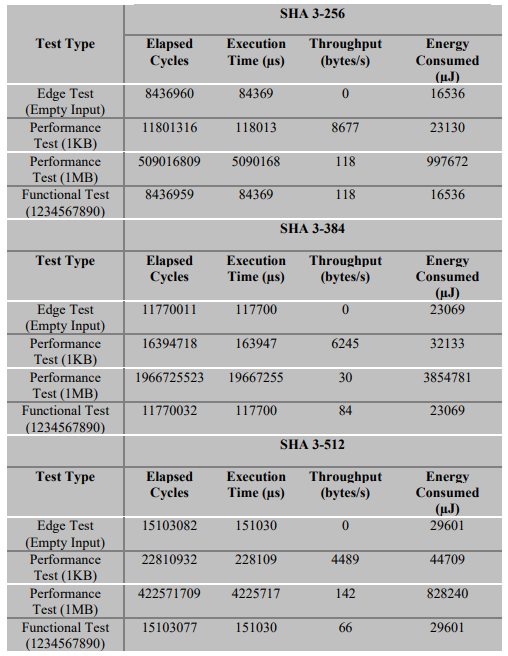 SHA 3-256
Test Type Elapsed Execution Throughput Energy
Cycles Time (µs) (bytes/s) Consumed
(µJ)
Edge Test 8436960 84369 0 16536
(Empty Input)
Performance 11801316 118013 8677 23130
Test (1KB)
Performance 509016809 5090168 118 997672
Test (1MB)
Functional Test 8436959 84369 118 16536
(1234567890)
SHA 3-384
Test Type Elapsed Execution Throughput Energy
Cycles Time (µs) (bytes/s) Consumed
(µJ)
Edge Test 11770011 117700 0 23069
(Empty Input)
Performance 16394718 163947 6245 32133
Test (1KB)
Performance 1966725523 19667255 30 3854781
Test (1MB)
Functional Test 11770032 117700 84 23069
(1234567890)
SHA 3-512
Test Type Elapsed Execution Throughput Energy
Cycles Time (µs) (bytes/s) Consumed
(µJ)
Edge Test 15103082 151030 0 29601
(Empty Input)
Performance 22810932 228109 4489 44709
Test (1KB)
Performance 422571709 4225717 142 828240
Test (1MB)
Functional Test 15103077 151030 66 29601
(1234567890)